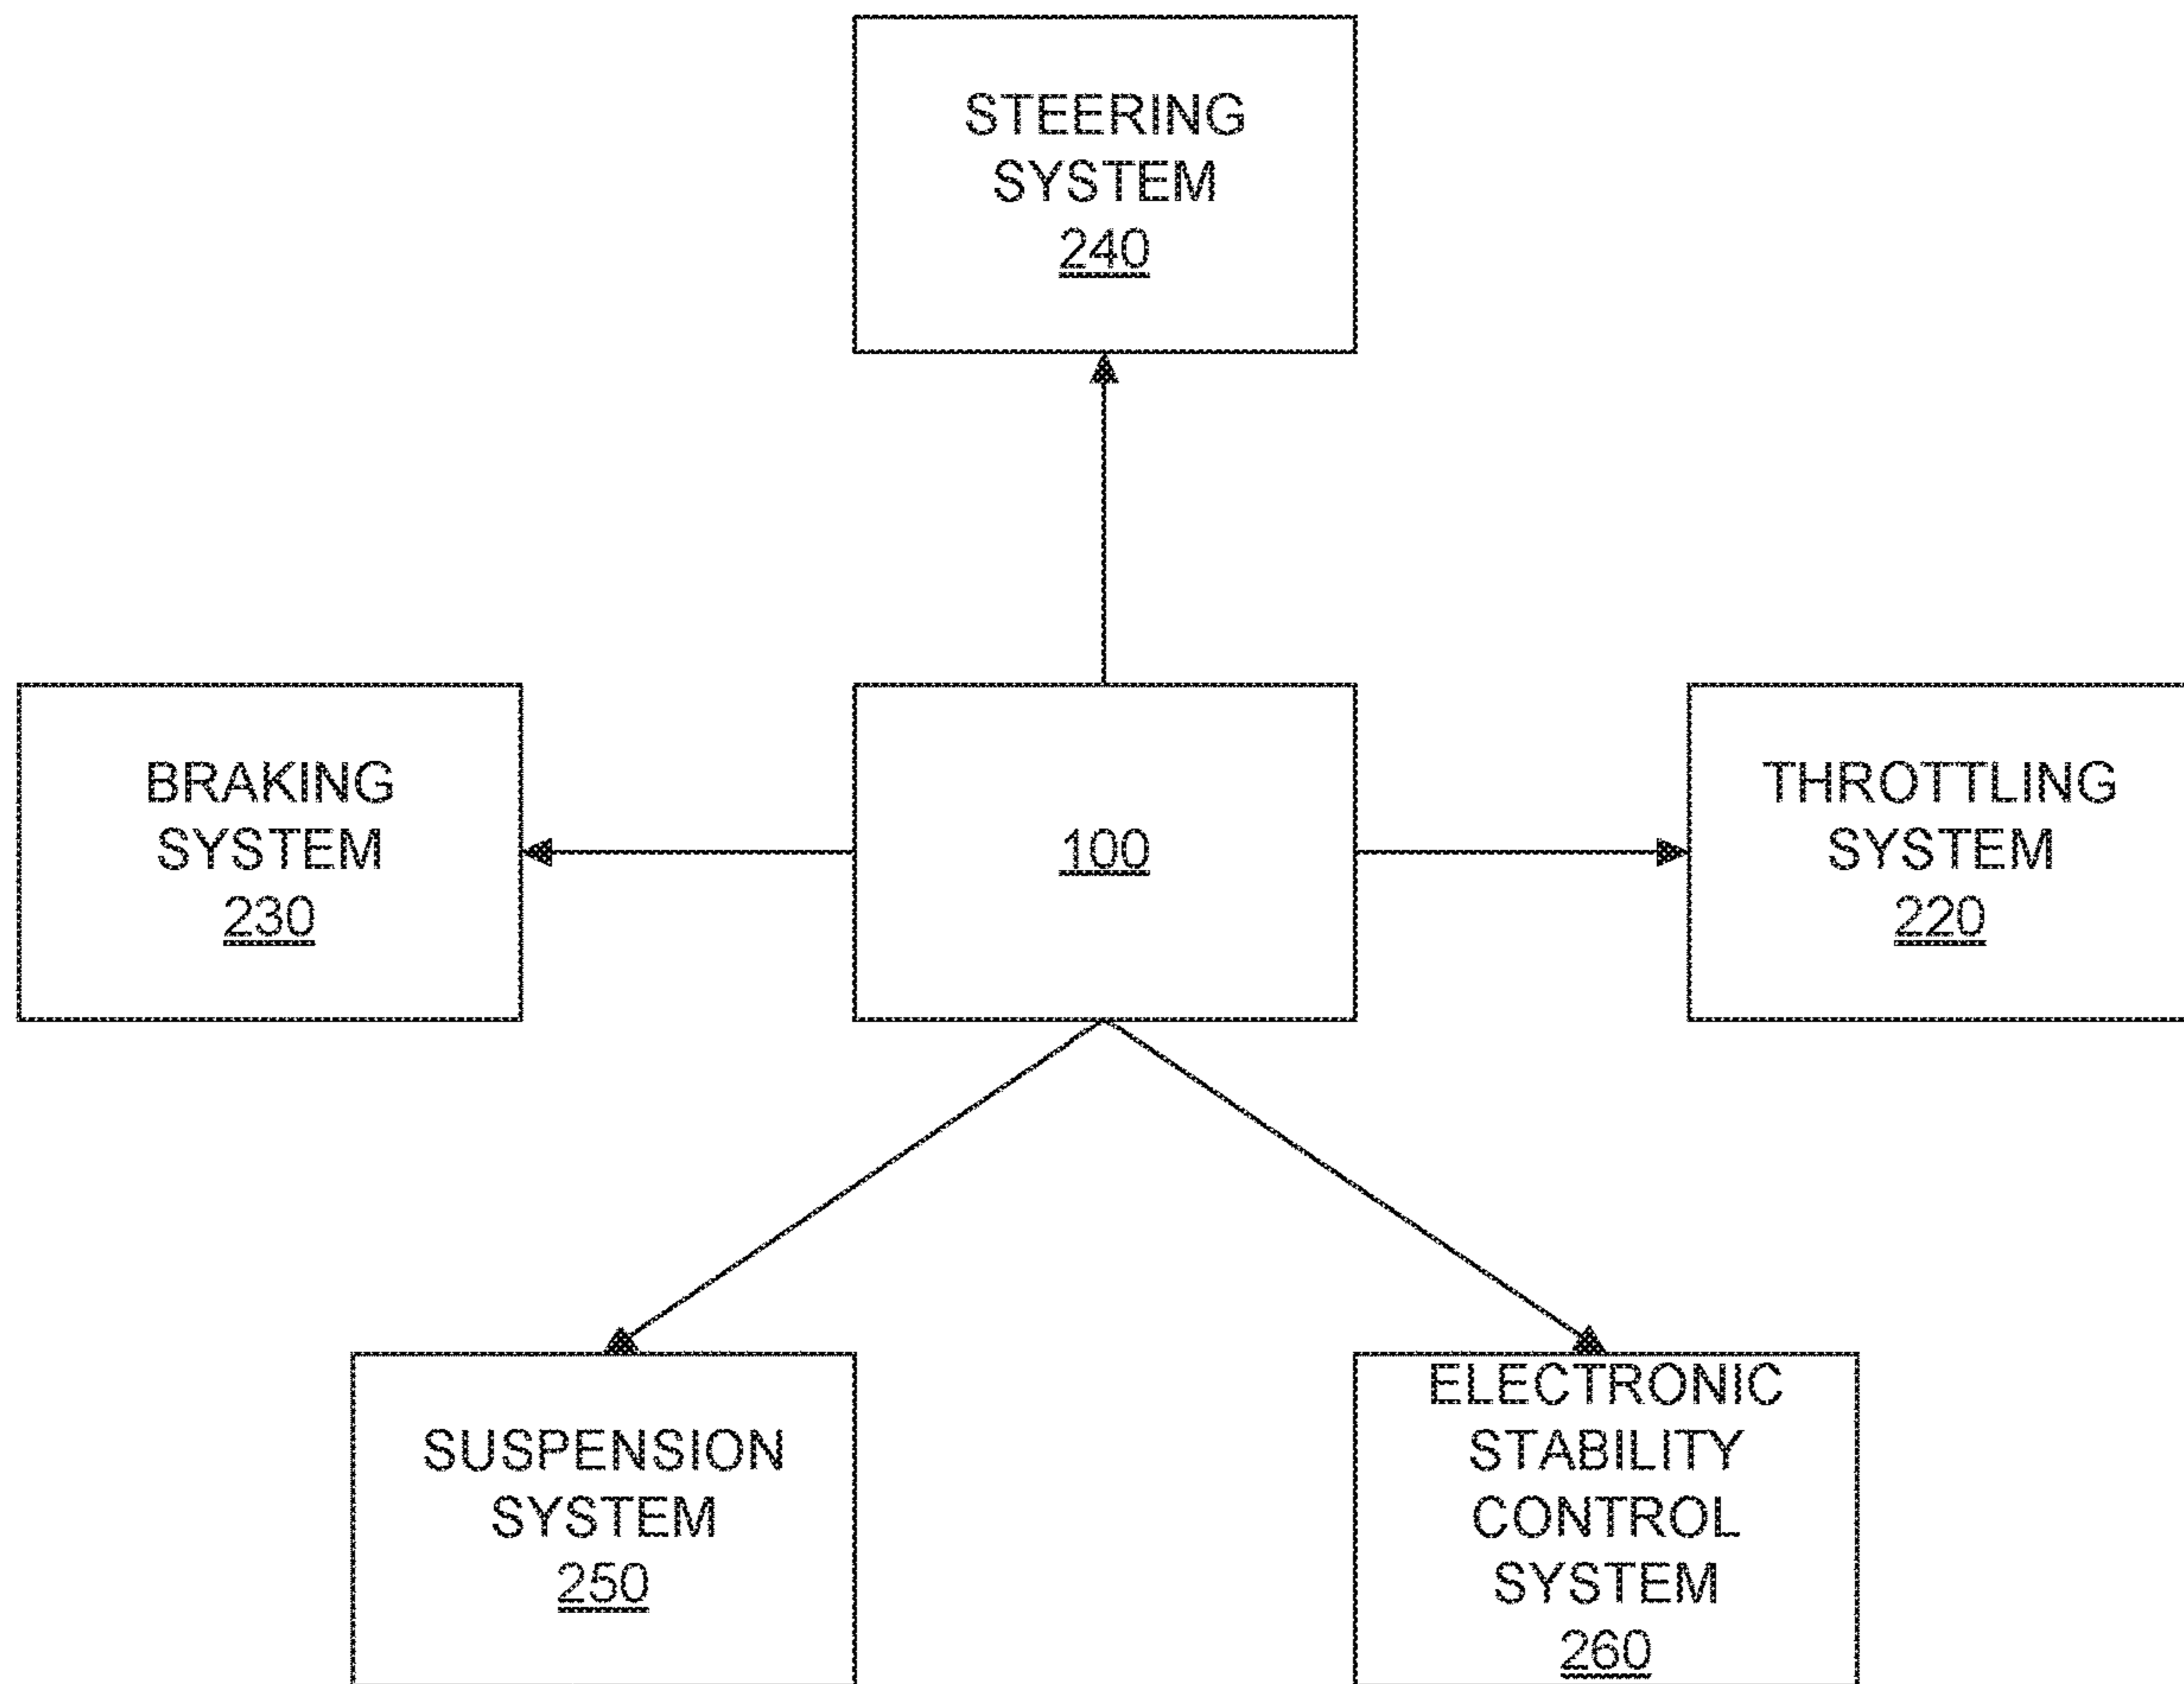 STEERING
SYSTEM
240
BRAKING
SYSTEM
230
100
THROTTLING
SYSTEM
220
SUSPENSION
SYSTEM
250
ELECTRONIC
STABILITY
CONTROL
SYSTEM
260